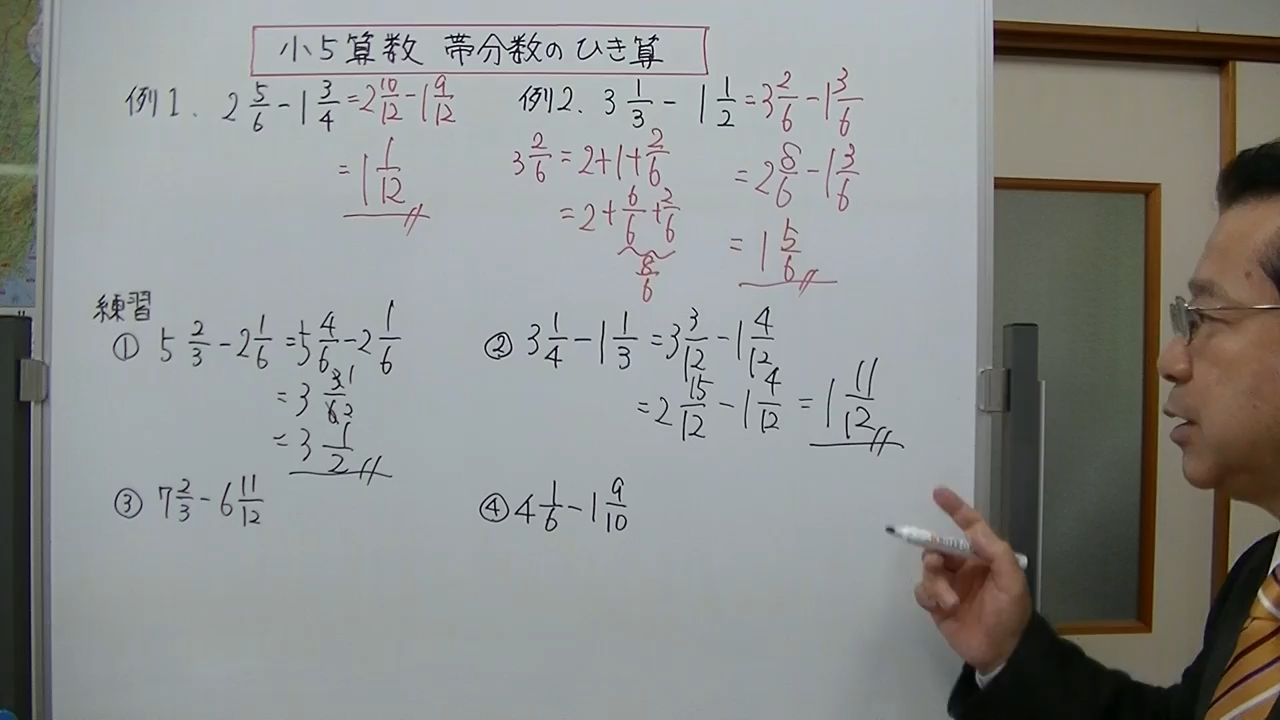 小5算数 帯分数のひき算
例1. 2 5/6 - 1 3/4 = 2 10/12 - 1 9/12
= 1 1/12
例2. 3 1/3 - 1 1/2 = 3 2/6 - 1 3/6
= 2 8/6 - 1 3/6
= 1 5/6
3 2/6 = 2+1+2/6
= 2+6/6+2/6
8/6
練習
① 5 2/3 - 2 1/6 = 5 4/6 - 2 1/6
= 3 3/6 1 2
= 3 1/2
② 3 1/4 - 1 1/3 = 3 3/12 - 1 4/12
= 2 15/12 - 1 4/12 = 1 11/12
③ 7 2/3 - 6 11/12
④ 4 1/6 - 1 9/10